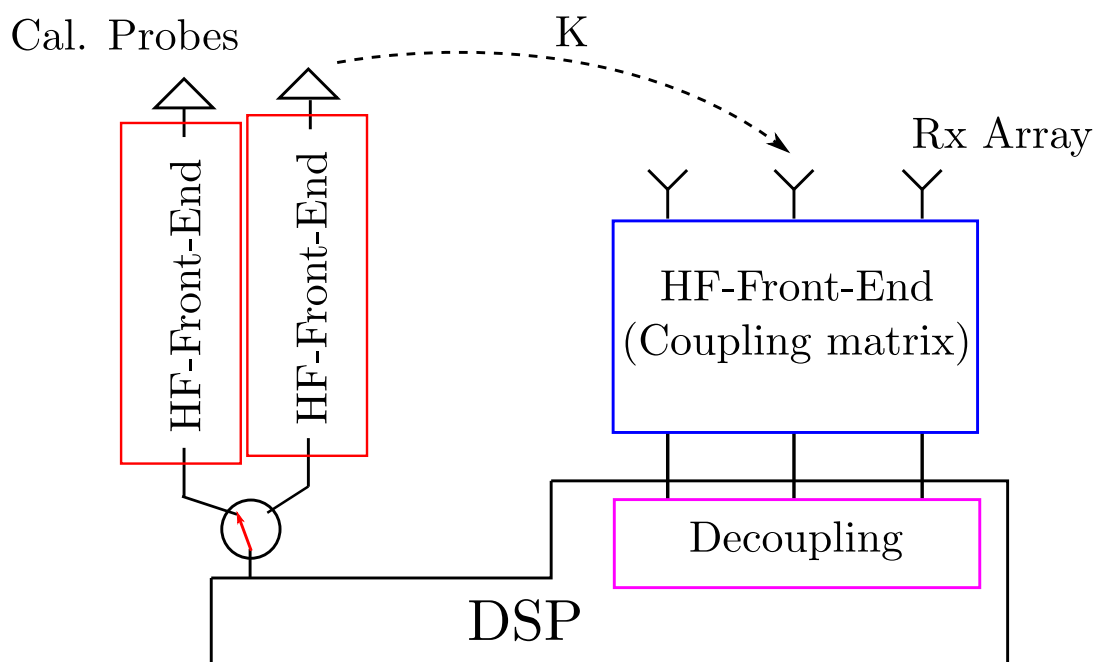 Cal. Probes
K
Rx Array
HF-Front-End
HF-Front-End
HF-Front-End
(Coupling matrix)
Decoupling
DSP